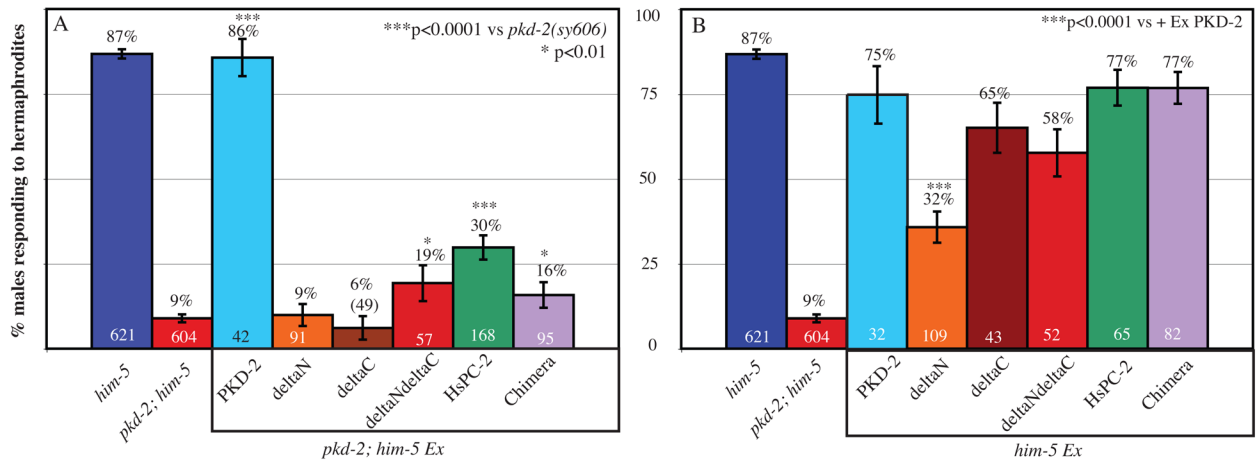 % males responding to hermaphrodites
A
***p<0.0001 vs pkd-2(sy606)
* p<0.01
87%
9%
***
86%
9%
6%
(49)
*
19%
***
30%
*
16%
621
604
42
91
57
168
95
him-5
pkd-2; him-5
PKD-2
deltaN
deltaC
deltaNdeltaC
HsPC-2
Chimera
pkd-2; him-5 Ex
100
75
50
25
0
B
***p<0.0001 vs + Ex PKD-2
87%
9%
75%
***
32%
65%
58%
77%
77%
621
604
32
109
43
52
65
82
him-5
pkd-2; him-5
PKD-2
deltaN
deltaC
deltaNdeltaC
HsPC-2
Chimera
him-5 Ex